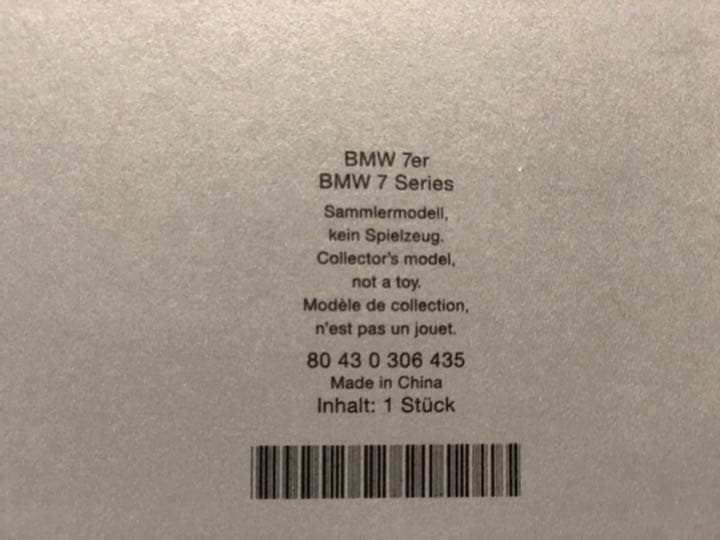 BMW 7er
BMW 7 Series
Sammlermodell,
kein Spielzeug.
Collector's model,
not a toy.
Modèle de collection,
n'est pas un jouet.
80 43 0 306 435
Made in China
Inhalt: 1 Stück